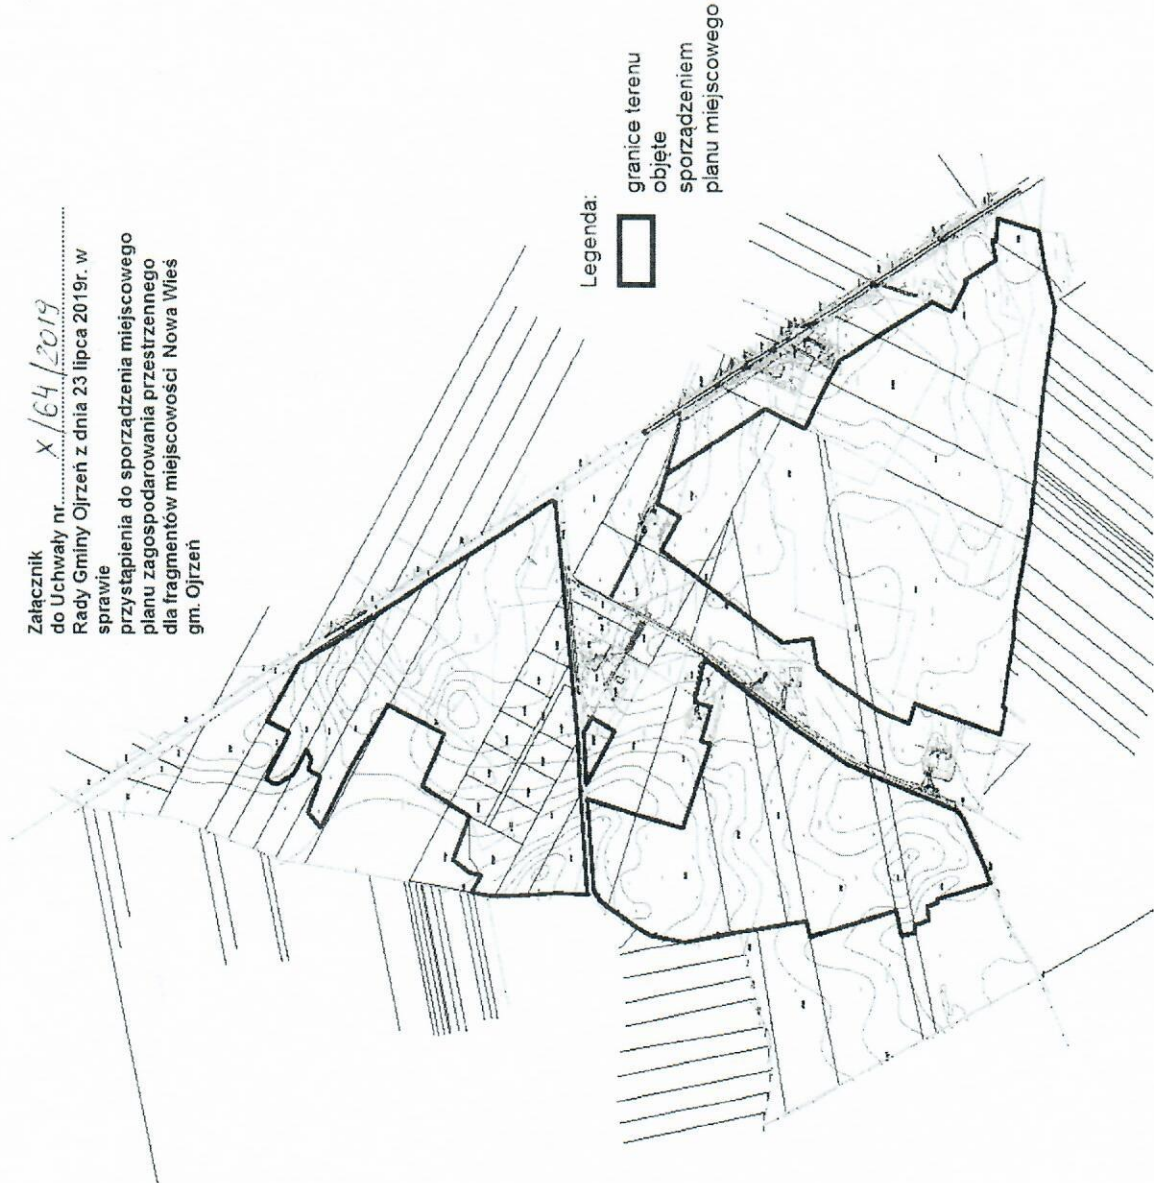 Załącznik
do Uchwały nr............X/64/2019............
Rady Gminy Ojrzeń z dnia 23 lipca 2019r. w
sprawie
przystąpienia do sporządzenia miejscowego
planu zagospodarowania przestrzennego
dla fragmentów miejscowości Nowa Wieś
gm. Ojrzeń
Legenda:
granice terenu
objęte
sporządzeniem
planu miejscowego